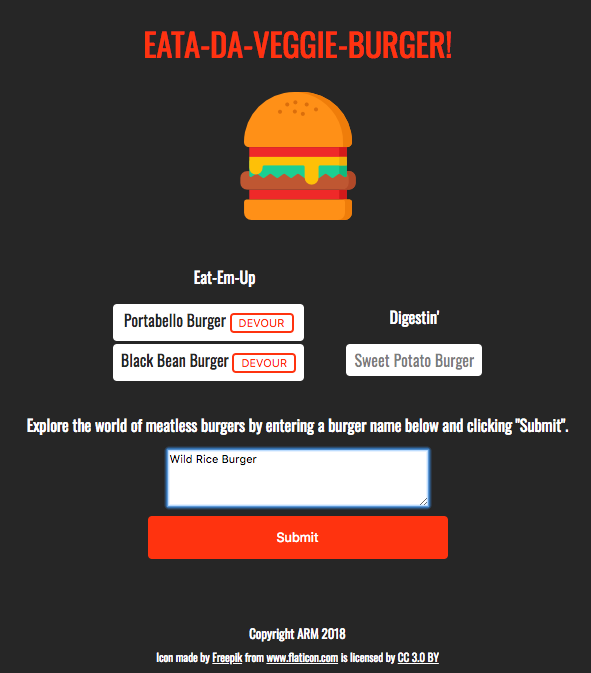 EATA-DA-VEGGIE-BURGER!
Eat-Em-Up
Portabello Burger DEVOUR
Black Bean Burger DEVOUR
Digestin'
Sweet Potato Burger
Explore the world of meatless burgers by entering a burger name below and clicking "Submit".
Wild Rice Burger
Submit
Copyright ARM 2018
Icon made by Freepik from www.flaticon.com is licensed by CC 3.0 BY